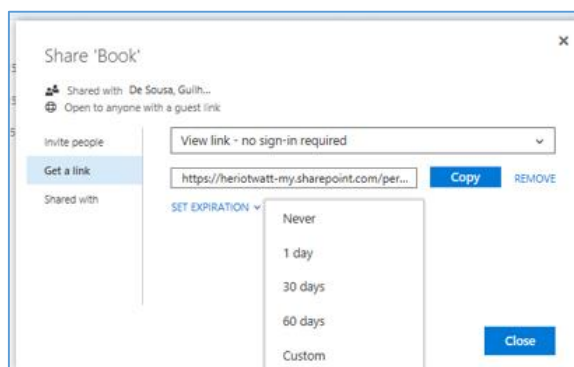 Share 'Book'
Shared with De Sousa, Guilh...
Open to anyone with a guest link
Invite people
Get a link
Shared with
View link - no sign-in required
https://heriotwatt-my.sharepoint.com/per...
Copy
REMOVE
SET EXPIRATION
Never
1 day
30 days
60 days
Custom
Close